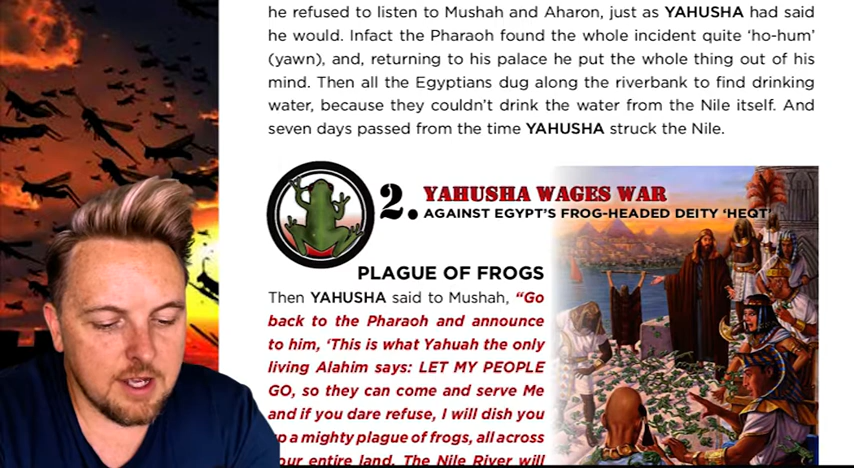 he refused to listen to Mushah and Aharon, just as YAHUSHA had said
he would. Infact the Pharaoh found the whole incident quite ‘ho-hum’
(yawn), and, returning to his palace he put the whole thing out of his
mind. Then all the Egyptians dug along the riverbank to find drinking
water, because they couldn’t drink the water from the Nile itself. And
seven days passed from the time YAHUSHA struck the Nile.
2. YAHUSHA WAGES WAR
AGAINST EGYPT’S FROG-HEADED DEITY ‘HEQT’
PLAGUE OF FROGS
Then YAHUSHA said to Mushah, “Go
back to the Pharaoh and announce
to him, ‘This is what Yahuah the only
living Alahim says: LET MY PEOPLE
GO, so they can come and serve Me
and if you dare refuse, I will dish you
a mighty plague of frogs, all across
entire land. The Nile River will